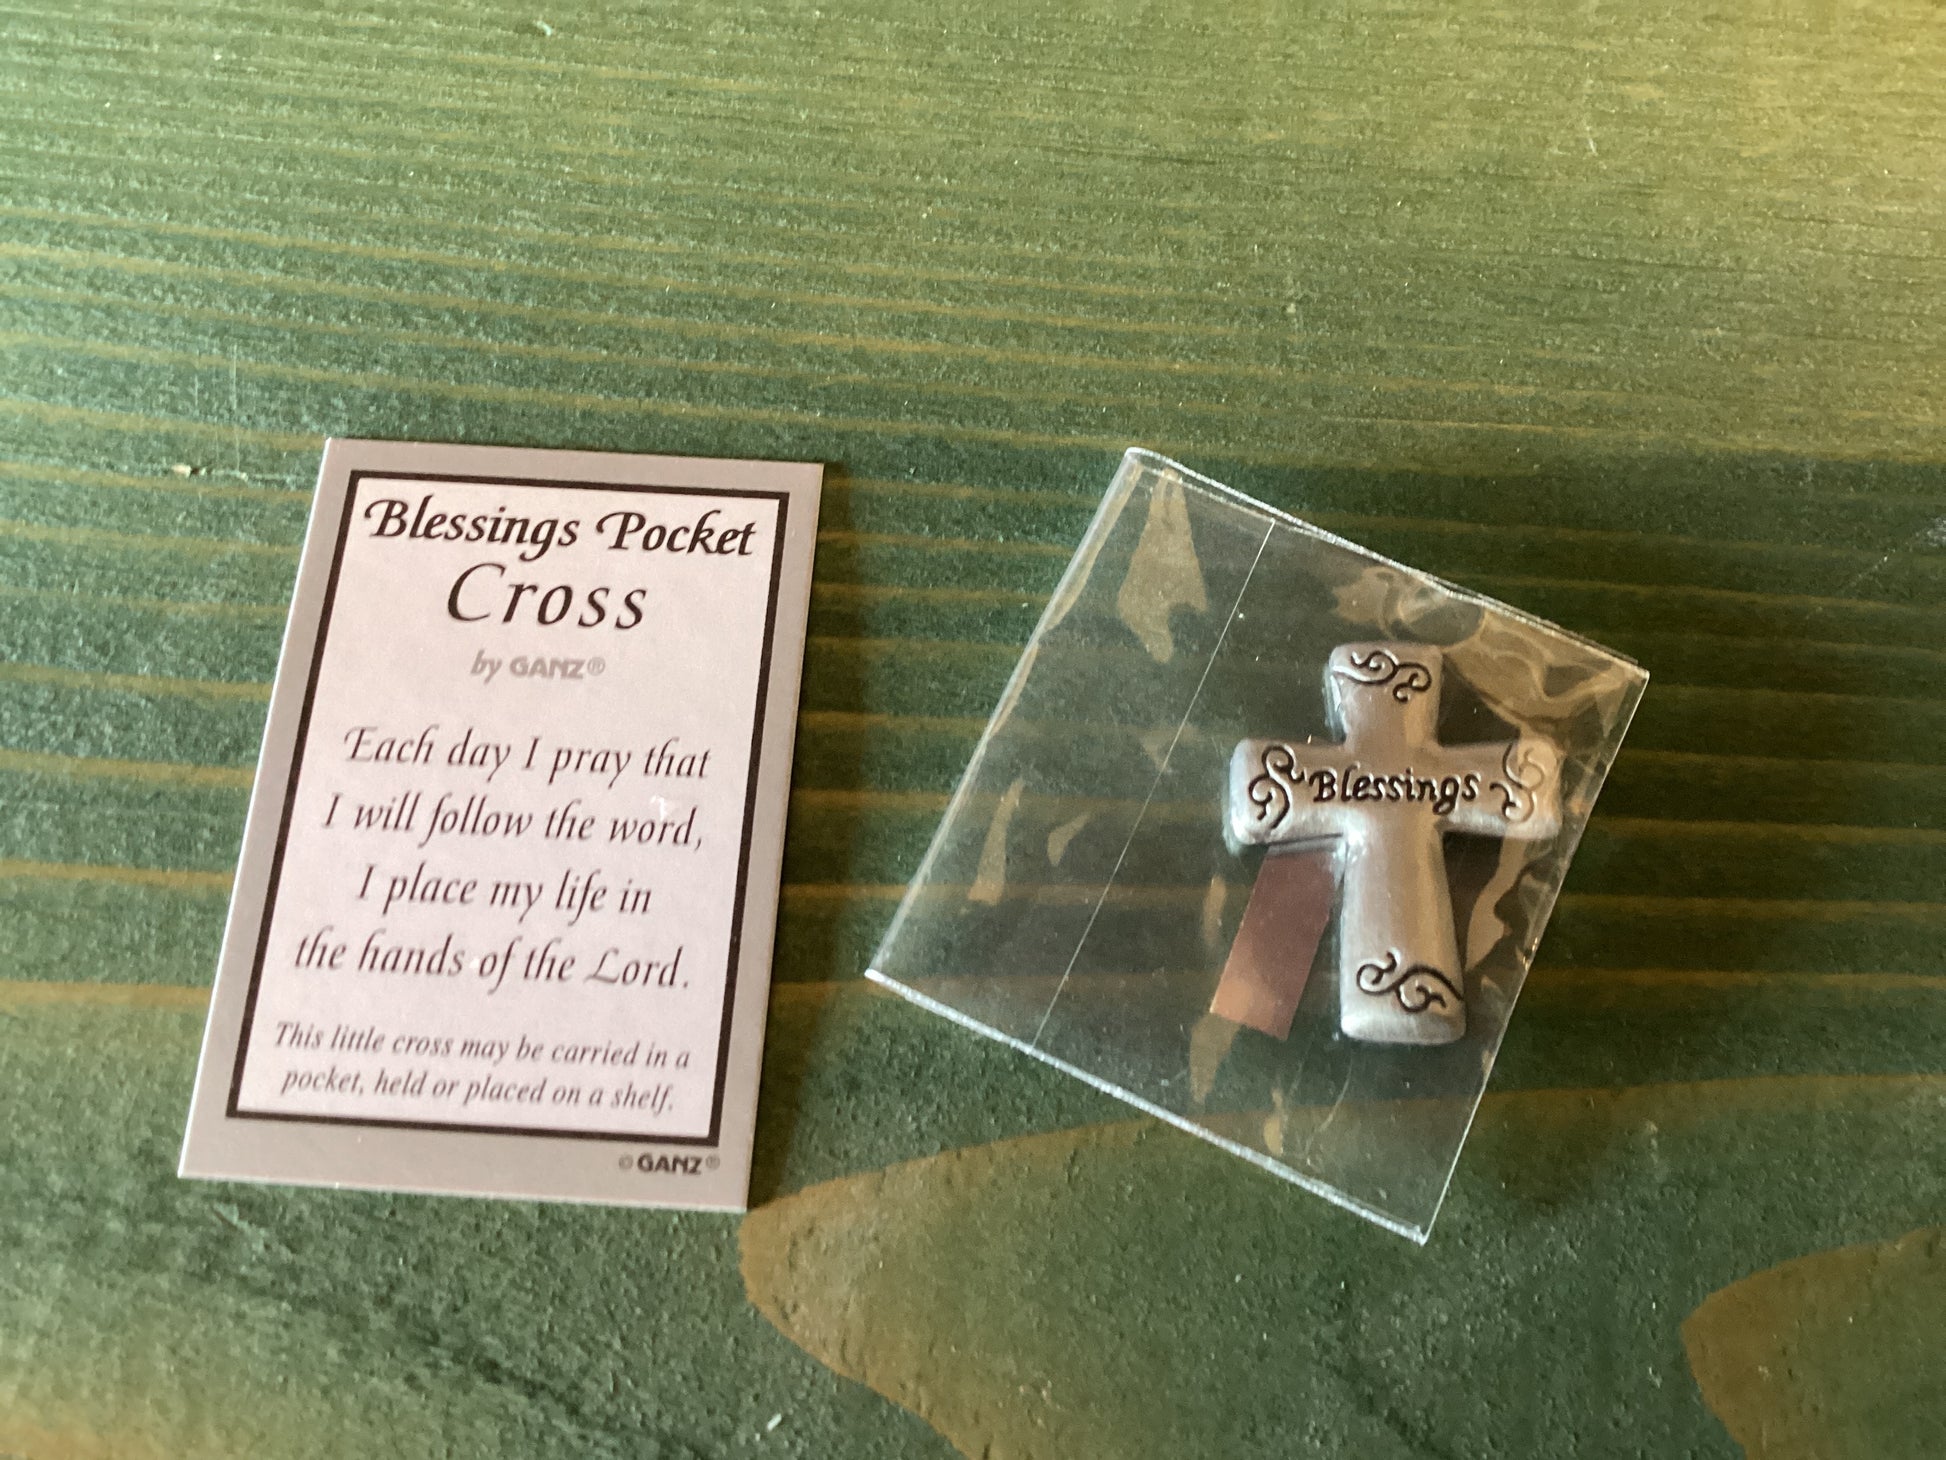 Blessings Pocket
Cross
by GANZ®
Each day I pray that
I will follow the word,
I place my life in
the hands of the Lord.
This little cross may be carried in a
pocket, held or placed on a shelf.
©GANZ®
Blessings